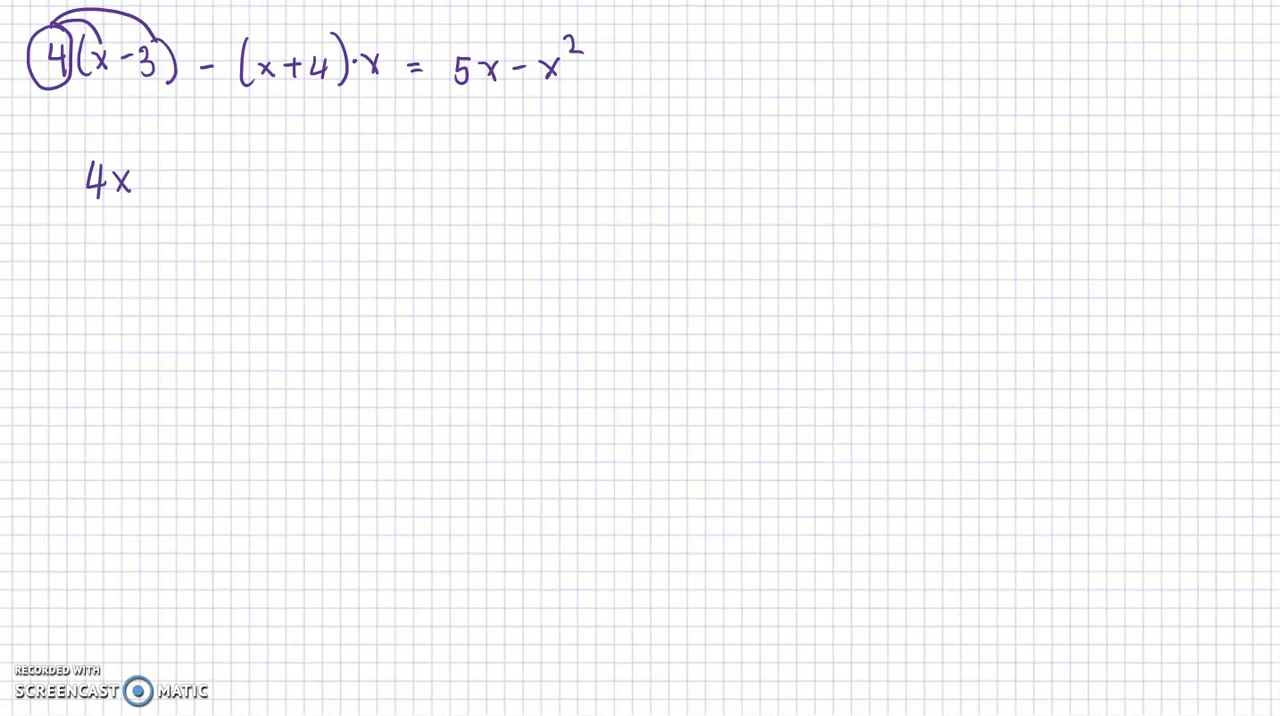 4(x-3) - (x+4)·x = 5x - x²
4x
RECORDED WITH
SCREENCAST MATIC